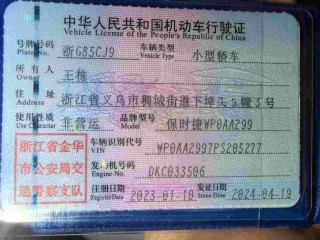 中华人民共和国机动车行驶证
Vehicle License of the People's Republic of China
号牌号码 浙G85CJ9 车辆类型 小型轿车
Plate No. Vehicle Type
所有人 王栋
Owner
住址 浙江省义乌市稠城街道下埠头5幢3号
Address
使用性质 非营运 品牌型号 保时捷WP0AA299
Use Character Model
浙江省金华
市公安局交
通警察支队
车辆识别代号 WP0AA2997PS205277
VIN
发动机号码 DKC033506
Engine No.
注册日期 2023-01-10 发证日期 2024-04-19
Register Date Issue Date